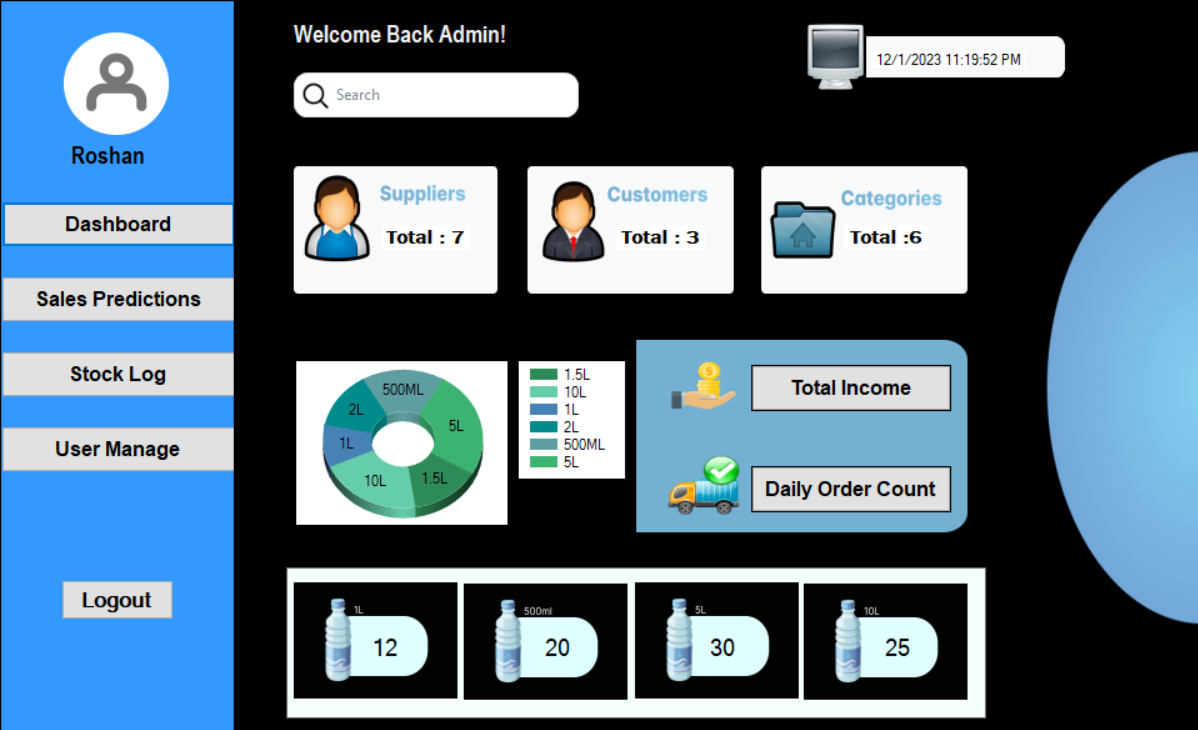 Welcome Back Admin!
12/1/2023 11:19:52 PM
Search
Roshan
Dashboard
Sales Predictions
Stock Log
User Manage
Logout
Suppliers
Total : 7
Customers
Total : 3
Categories
Total :6
500ML
2L
5L
1L
10L
1.5L
1.5L
10L
1L
2L
500ML
5L
Total Income
Daily Order Count
1L
12
500ml
20
5L
30
10L
25